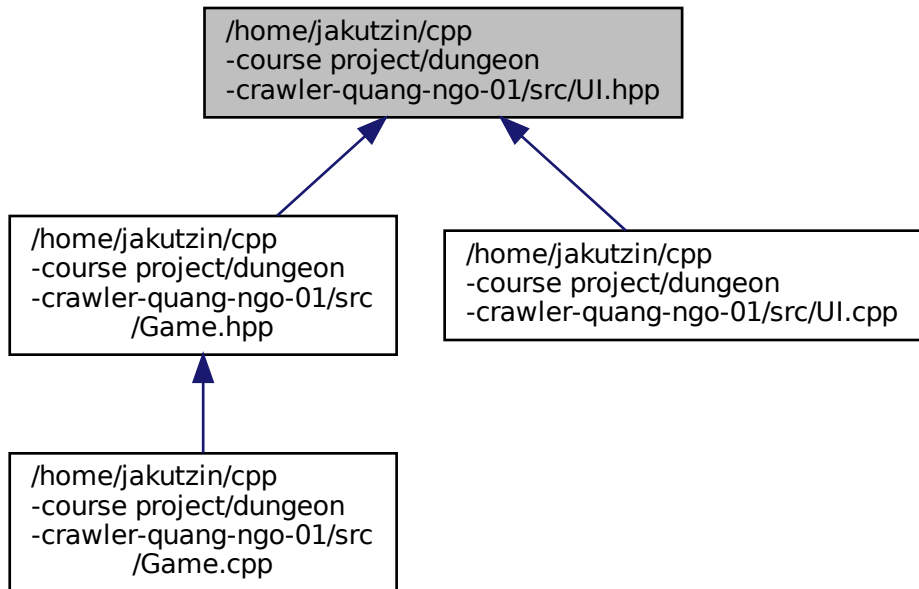 /home/jakutzin/cpp
-course project/dungeon
-crawler-quang-ngo-01/src/UI.hpp
/home/jakutzin/cpp
-course project/dungeon
-crawler-quang-ngo-01/src
/Game.hpp
/home/jakutzin/cpp
-course project/dungeon
-crawler-quang-ngo-01/src/UI.cpp
/home/jakutzin/cpp
-course project/dungeon
-crawler-quang-ngo-01/src
/Game.cpp